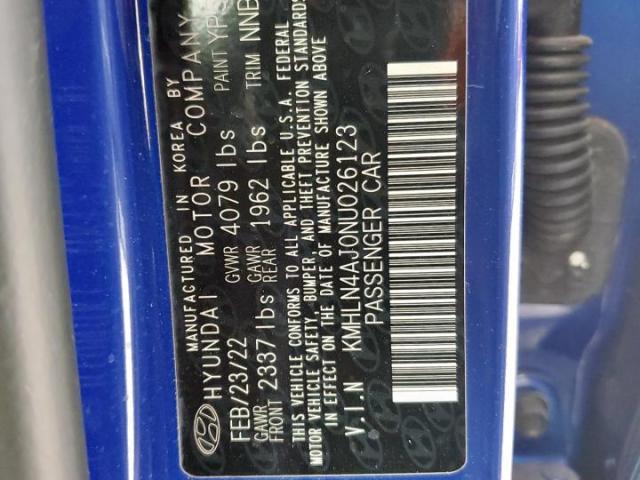 MANUFACTURED IN KOREA BY
HYUNDAI MOTOR COMPANY
FEB/23/22 GVWR 4079 lbs PAINT
GAWR FRONT 2337 lbs GAWR REAR 1962 lbs TRIM NNB
THIS VEHICLE CONFORMS TO ALL APPLICABLE U.S.A. FEDERAL
MOTOR VEHICLE SAFETY, BUMPER, AND THEFT PREVENTION STANDARDS
IN EFFECT ON THE DATE OF MANUFACTURE SHOWN ABOVE
V.I.N KMHLN4AJ0NU026123
PASSENGER CAR